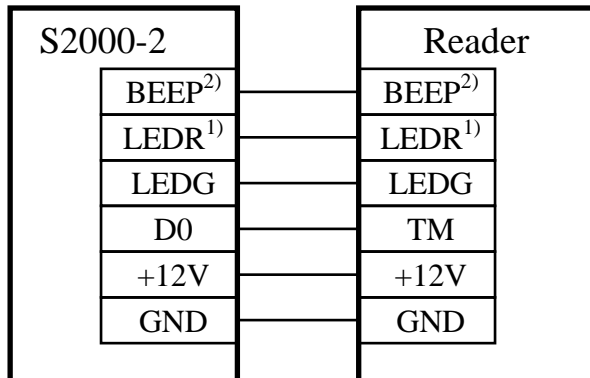 S2000-2 Reader
BEEP2) BEEP2)
LEDR1) LEDR1)
LEDG LEDG
D0 TM
+12V +12V
GND GND